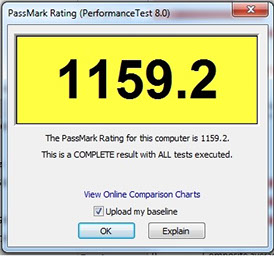 PassMark Rating (PerformanceTest 8.0)
1159.2
The PassMark Rating for this computer is 1159.2.
This is a COMPLETE result with ALL tests executed.
View Online Comparison Charts
Upload my baseline
OK Explain